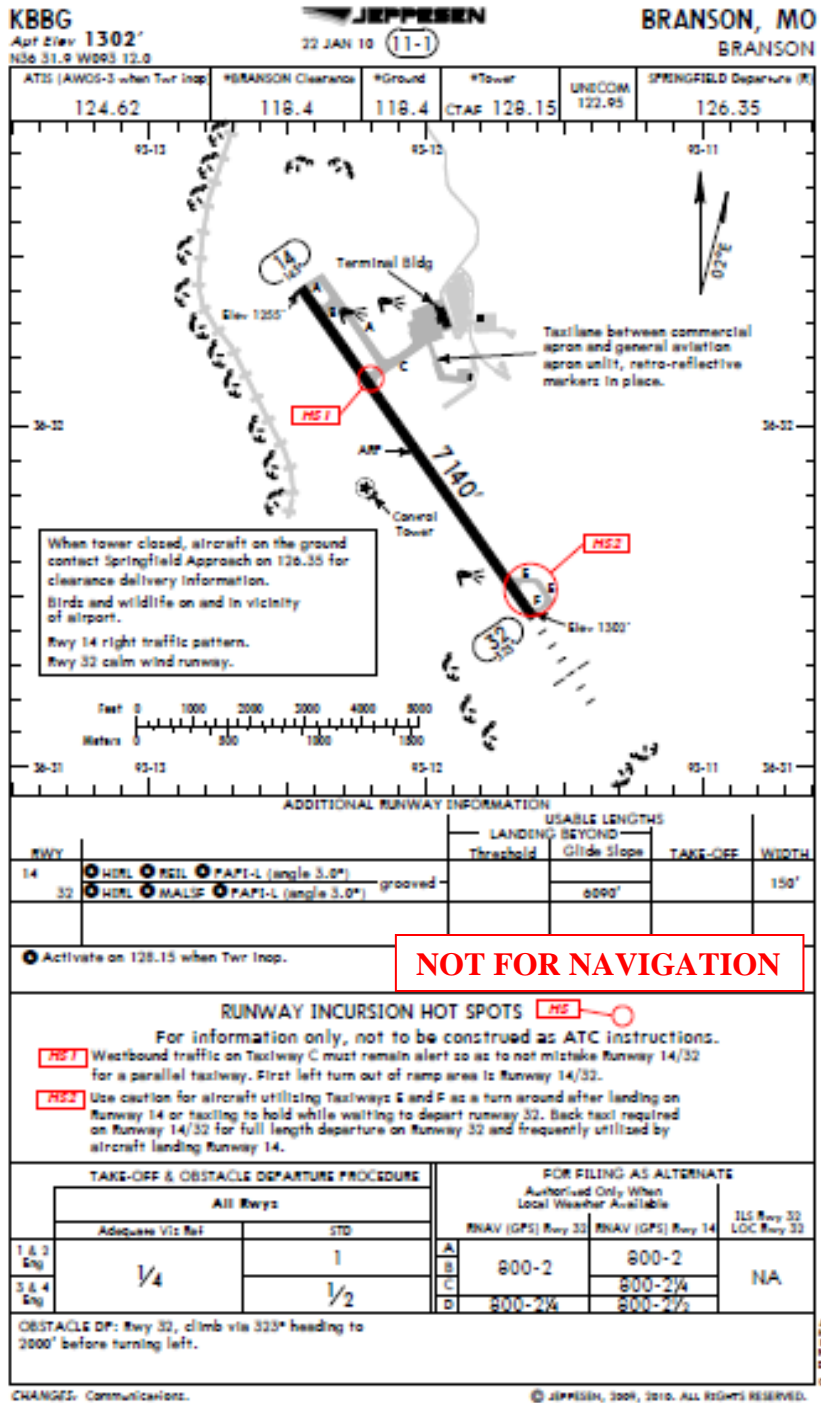 KBBG
JEPPESEN
BRANSON, MO
Apt Elev 1302'
22 JAN 10
11-1
BRANSON
N36 31.9 W093 12.0
ATIS (AWOS-3 when Twr inop)
124.62
*BRANSON Clearance
118.4
*Ground
118.4
*Tower
CTAF 128.15
UNICOM
122.95
SPRINGFIELD Departure (R)
126.35
93-13
93-12
93-11
02°E
14
Terminal Bldg
A
Elev 1255'
B
A
C
Taxilane between commercial
apron and general aviation
apron unlit, retro-reflective
markers in place.
HS1
36-32
36-32
ARP
7140'
Control
Tower
HS2
When tower closed, aircraft on the ground
contact Springfield Approach on 126.35 for
clearance delivery information.
Birds and wildlife on and in vicinity
of airport.
Rwy 14 right traffic pattern.
Rwy 32 calm wind runway.
E
E
F
Elev 1302'
32
Feet 0 1000 2000 3000 4000 5000
Meters 0 500 1000 1500
36-31
93-13
93-12
93-11
36-31
ADDITIONAL RUNWAY INFORMATION
USABLE LENGTHS
LANDING BEYOND
RWY
Threshold
Glide Slope
TAKE-OFF
WIDTH
14
HIRL REIL PAPI-L (angle 3.0°)
grooved
150'
32
HIRL MALSF PAPI-L (angle 3.0°)
6090'
Activate on 128.15 when Twr inop.
NOT FOR NAVIGATION
RUNWAY INCURSION HOT SPOTS
HS
For information only, not to be construed as ATC instructions.
HS1 Westbound traffic on Taxiway C must remain alert so as to not mistake Runway 14/32
for a parallel taxiway. First left turn out of ramp area is Runway 14/32.
HS2 Use caution for aircraft utilising Taxiways E and F as a turn around after landing on
Runway 14 or taxiing to hold while waiting to depart runway 32. Back taxi required
on Runway 14/32 for full length departure on Runway 32 and frequently utilised by
aircraft landing Runway 14.
TAKE-OFF & OBSTACLE DEPARTURE PROCEDURE
All Rwys
Adequate Vis Ref
STD
1 & 2
Eng
1/4
1
3 & 4
Eng
1/2
FOR FILING AS ALTERNATE
Authorized Only When
Local Weather Available
RNAV (GPS) Rwy 32
RNAV (GPS) Rwy 14
ILS Rwy 32
LOC Rwy 32
A
B
C
D
800-2
800-2¼
800-2
800-2¼
800-2½
NA
OBSTACLE DP: Rwy 32, climb via 323° heading to
2000' before turning left.
CHANGES: Communications.
© JEPPESEN, 2009, 2010. ALL RIGHTS RESERVED.